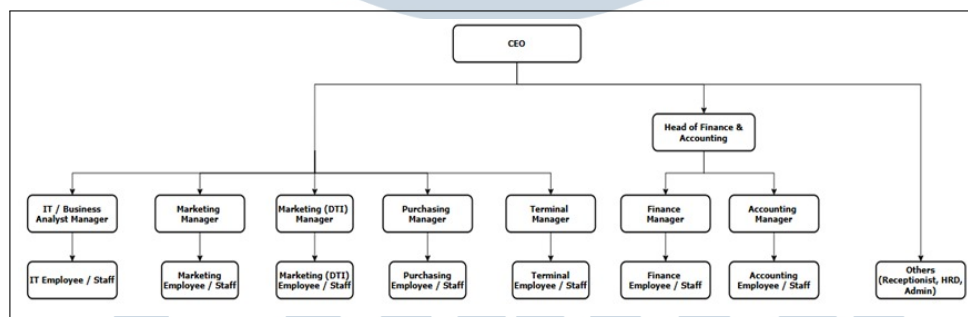 CEO
Head of Finance &
Accounting
IT / Business
Analyst Manager
Marketing
Manager
Marketing (DTI)
Manager
Purchasing
Manager
Terminal
Manager
Finance
Manager
Accounting
Manager
IT Employee / Staff
Marketing
Employee / Staff
Marketing (DTI)
Employee / Staff
Purchasing
Employee / Staff
Terminal
Employee / Staff
Finance
Employee / Staff
Accounting
Employee / Staff
Others
(Receptionist, HRD,
Admin)